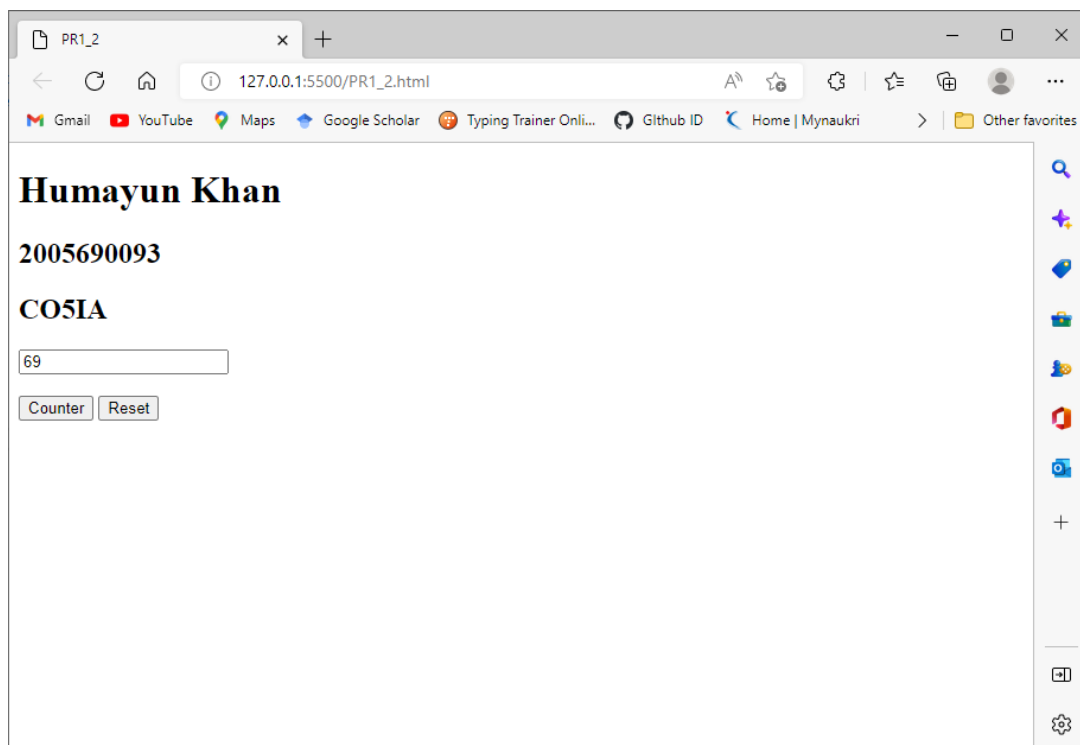 PR1_2
127.0.0.1:5500/PR1_2.html
Gmail YouTube Maps Google Scholar Typing Trainer Onli... GIthub ID Home | Mynaukri Other favorites
Humayun Khan
2005690093
CO5IA
69
Counter Reset